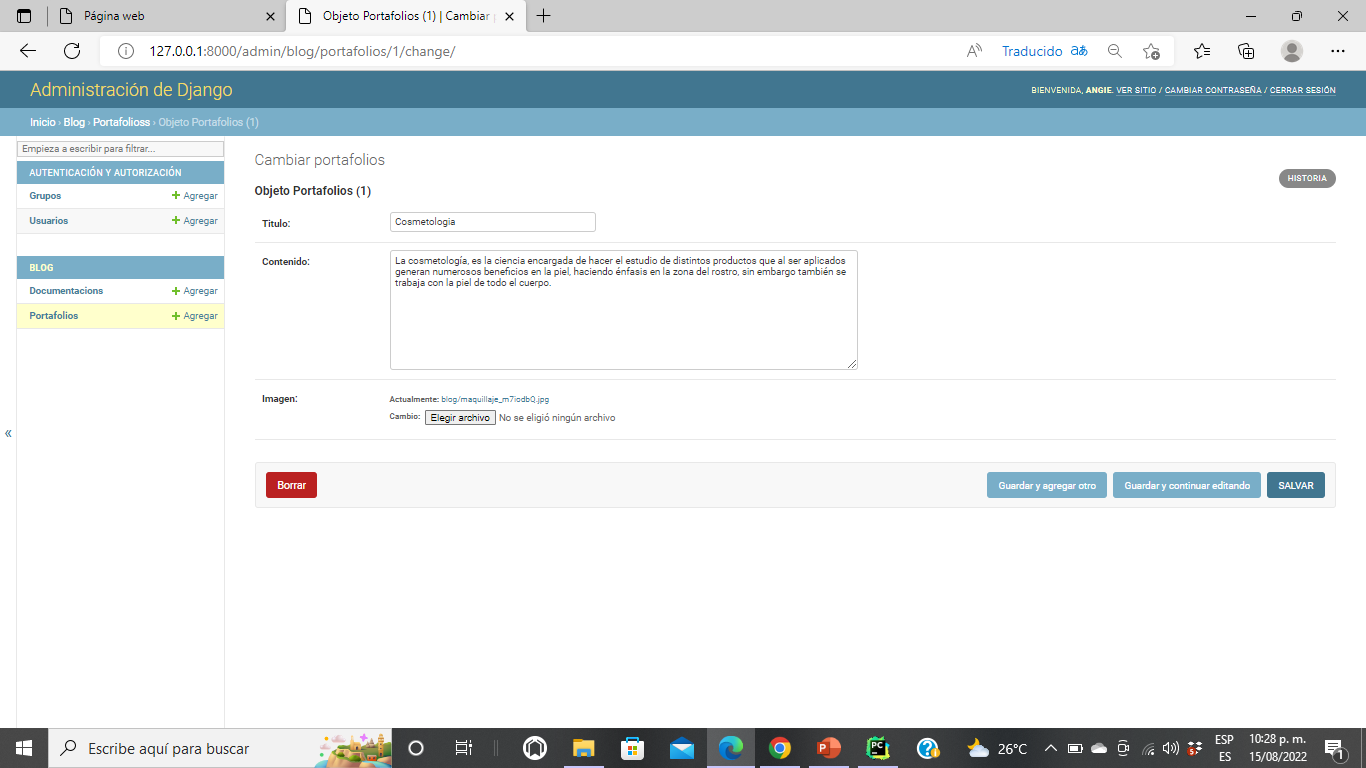 Página web
Objeto Portafolios (1) | Cambiar
127.0.0.1:8000/admin/blog/portafolios/1/change/
Traducido
Administración de Django
BIENVENIDA, ANGIE. VER SITIO / CAMBIAR CONTRASEÑA / CERRAR SESIÓN
Inicio › Blog › Portafolioss › Objeto Portafolios (1)
Empieza a escribir para filtrar...
AUTENTICACIÓN Y AUTORIZACIÓN
Grupos + Agregar
Usuarios + Agregar
BLOG
Documentacions + Agregar
Portafolios + Agregar
«
Cambiar portafolios
HISTORIA
Objeto Portafolios (1)
Titulo: Cosmetologia
Contenido:
La cosmetología, es la ciencia encargada de hacer el estudio de distintos productos que al ser aplicados
generan numerosos beneficios en la piel, haciendo énfasis en la zona del rostro, sin embargo también se
trabaja con la piel de todo el cuerpo.
Imagen: Actualmente: blog/maquillaje_m7iodbQ.jpg
Cambio: Elegir archivo No se eligió ningún archivo
Borrar Guardar y agregar otro Guardar y continuar editando SALVAR
Escribe aquí para buscar
26°C
ESP
ES
10:28 p. m.
15/08/2022
1